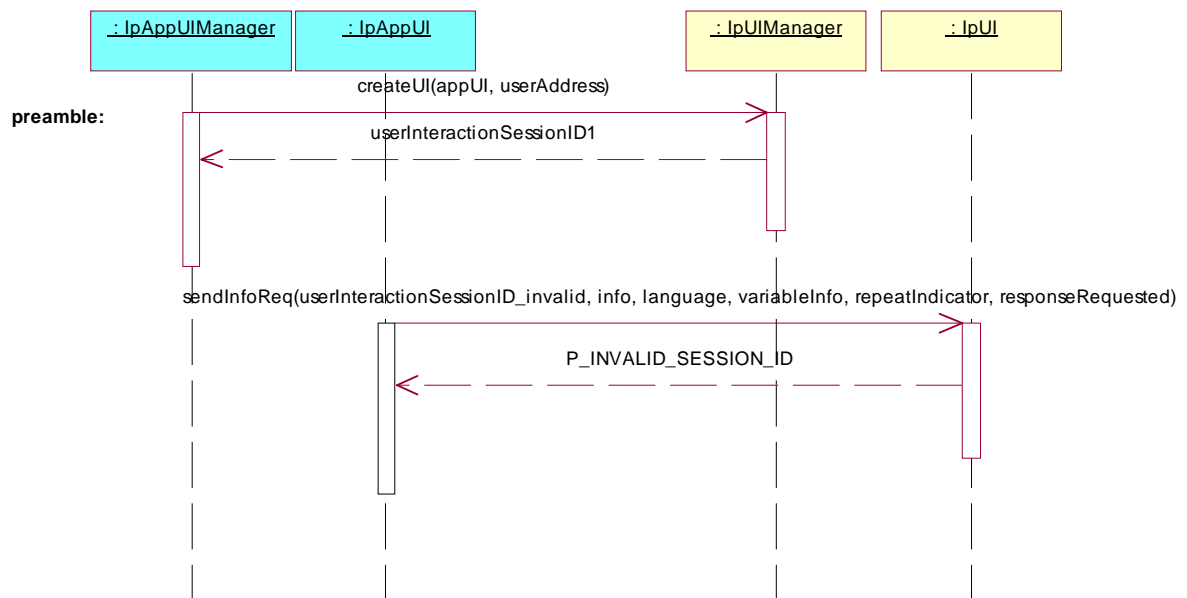 : IpAppUIManager
: IpAppUI
: IpUIManager
: IpUI
createUI(appUI, userAddress)
preamble:
userInteractionSessionID1
sendInfoReq(userInteractionSessionID_invalid, info, language, variableInfo, repeatIndicator, responseRequested)
P_INVALID_SESSION_ID